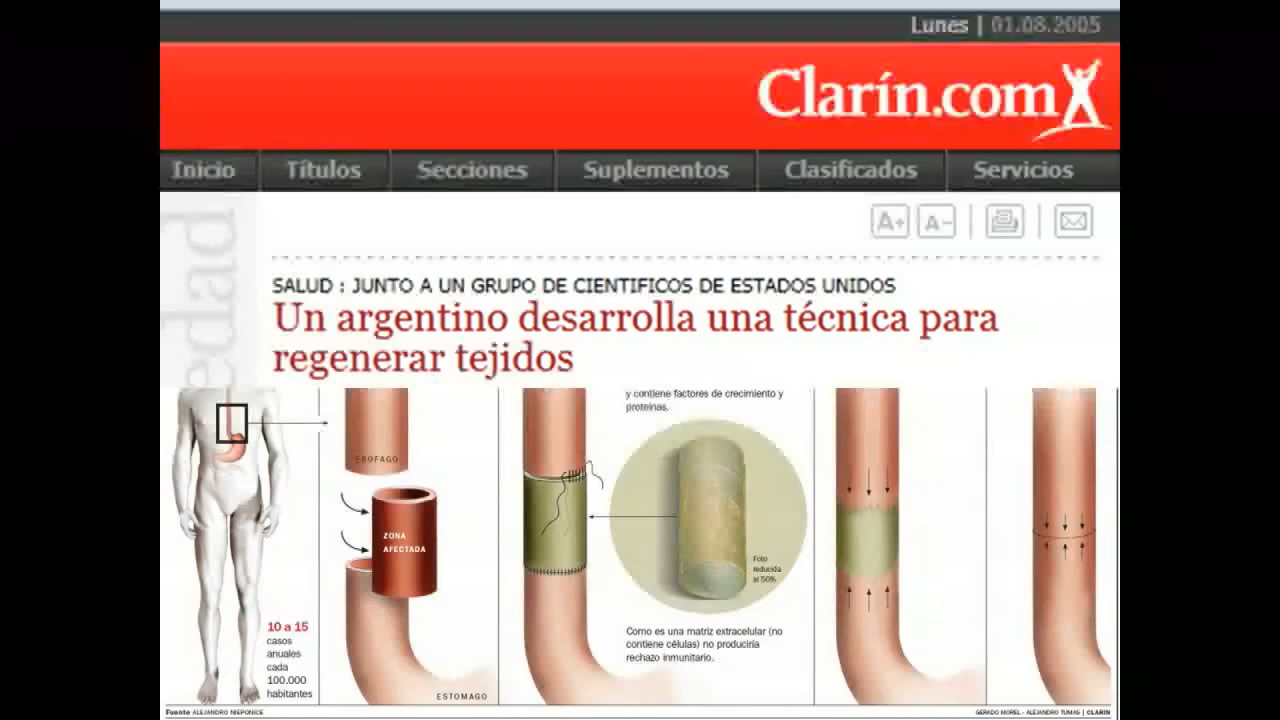 Lunes | 01.08.2005
Clarín.com
Inicio
Títulos
Secciones
Suplementos
Clasificados
Servicios
A+ A-
edad
SALUD : JUNTO A UN GRUPO DE CIENTIFICOS DE ESTADOS UNIDOS
Un argentino desarrolla una técnica para
regenerar tejidos
10 a 15
casos
anuales
cada
100.000
habitantes
ESOFAGO
ZONA
AFECTADA
ESTOMAGO
y contiene factores de crecimiento y
proteinas.
Foto
reducida
al 50%
Como es una matriz extracelular (no
contiene células) no produciría
rechazo inmunitario.
Fuente ALEJANDRO NIEPONICE
GERADO MOREL - ALEJANDRO TUMAS | CLARIN